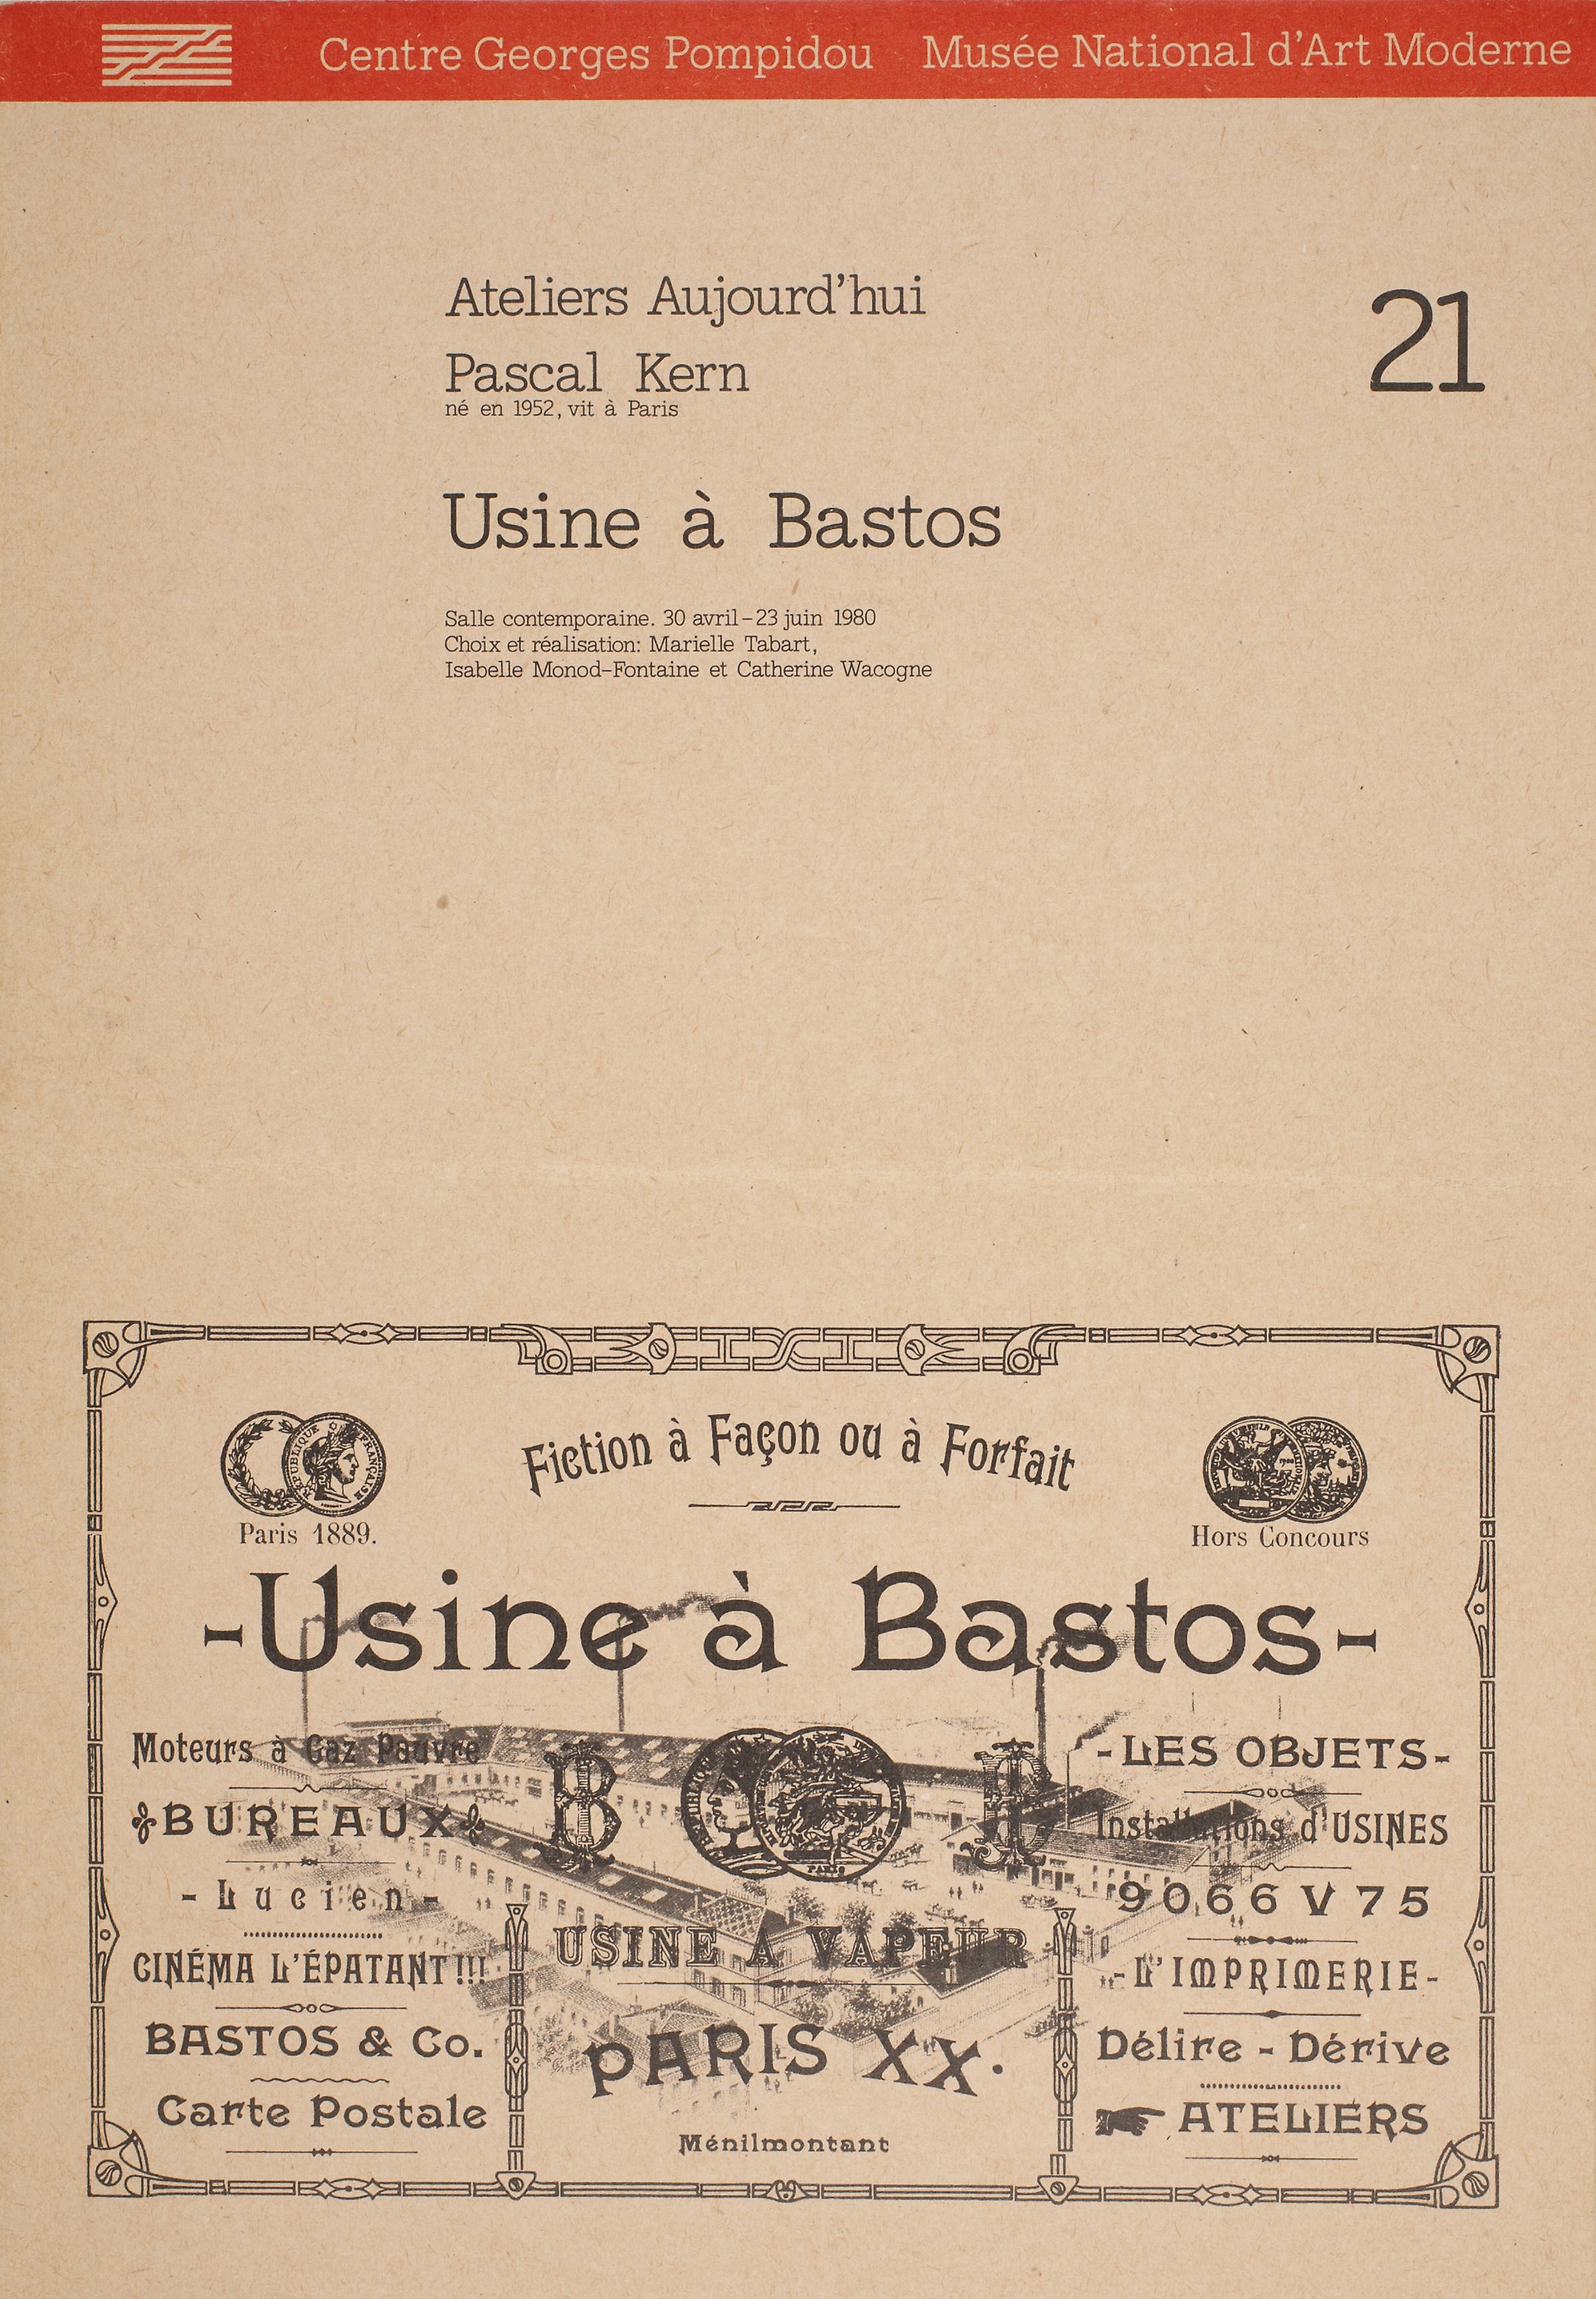 Centre Georges Pompidou Musée National d'Art Moderne
Ateliers Aujourd'hui
21
Pascal Kern
né en 1952, vit à Paris
Usine à Bastos
Salle contemporaine. 30 avril–23 juin 1980
Choix et réalisation: Marielle Tabart,
Isabelle Monod-Fontaine et Catherine Wacogne
Fiction à Façon ou à Forfait
RÉPUBLIQUE FRANÇAISE
Paris 1889.
Hors Concours
-Usine à Bastos-
Moteurs à Gaz Pauvre
BUREAUX
- Lucien -
CINÉMA L'ÉPATANT!!!
BASTOS & Co.
Carte Postale
B
PARIS
USINE A VAPEUR
PARIS XX.
Ménilmontant
-LES OBJETS-
Installations d'USINES
9066 V 75
-L'IMPRIMERIE-
Délire - Dérive
ATELIERS